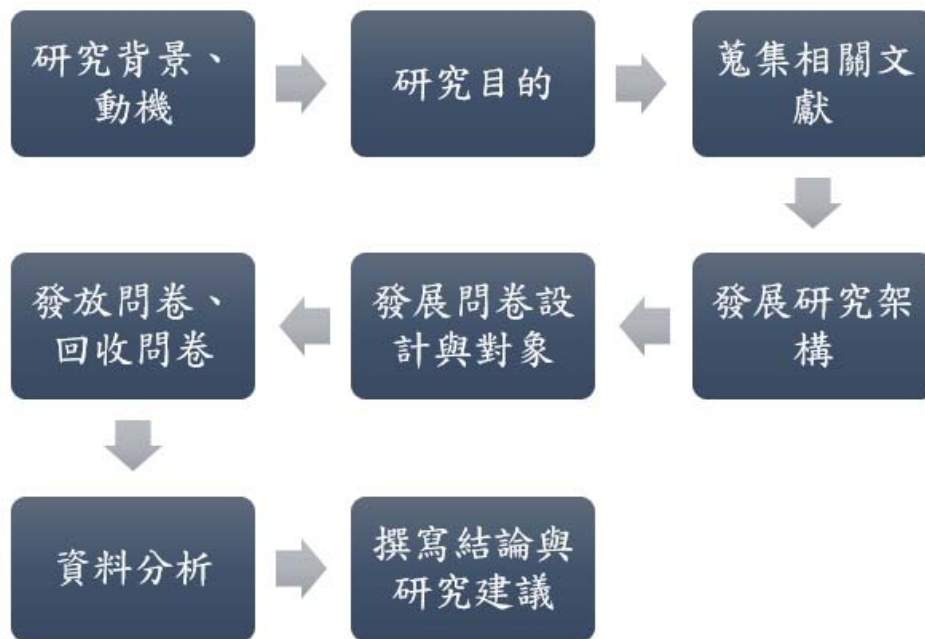 研究背景、
動機
研究目的
蒐集相關文
獻
發展研究架
構
發展問卷設
計與對象
發放問卷、
回收問卷
資料分析
撰寫結論與
研究建議